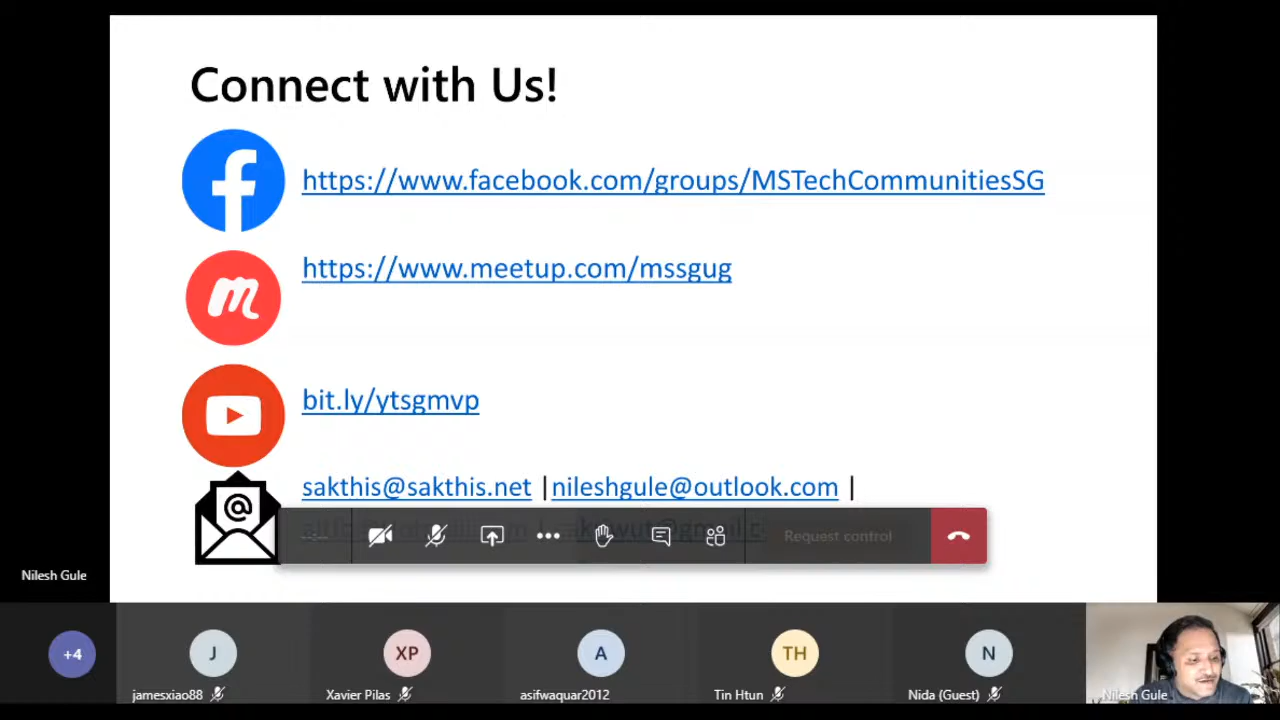 Connect with Us!
https://www.facebook.com/groups/MSTechCommunitiesSG
https://www.meetup.com/mssgug
bit.ly/ytsgmvp
sakthis@sakthis.net | nileshgule@outlook.com |
Request control
Nilesh Gule
+4
J
XP
A
TH
N
jamesxiao88
Xavier Pilas
asifwaquar2012
Tin Htun
Nida (Guest)
Nilesh Gule